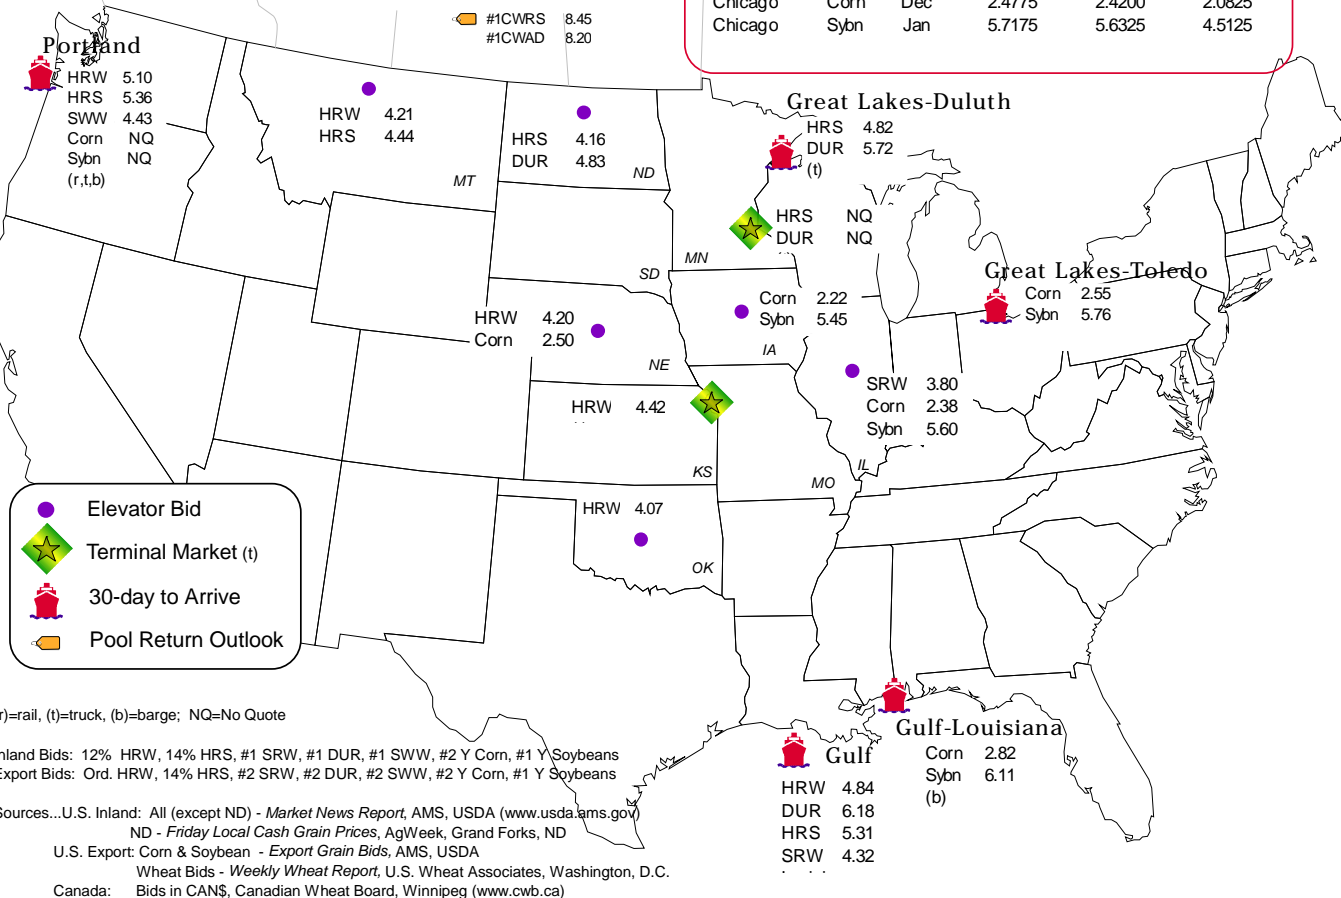 Chicago Corn Dec 2.4775 2.4200 2.0825
Chicago Sybn Jan 5.7175 5.6325 4.5125
#1CWRS 8.45
#1CWAD 8.20
Portland
HRW 5.10
HRS 5.36
SWW 4.43
Corn NQ
Sybn NQ
(r,t,b)
HRW 4.21
HRS 4.44
MT
HRS 4.16
DUR 4.83
ND
Great Lakes-Duluth
HRS 4.82
DUR 5.72
(t)
HRS NQ
DUR NQ
MN
SD
Great Lakes-Toledo
Corn 2.55
Sybn 5.76
Corn 2.22
Sybn 5.45
IA
HRW 4.20
Corn 2.50
NE
SRW 3.80
Corn 2.38
Sybn 5.60
IL
HRW 4.42
KS
MO
HRW 4.07
OK
Elevator Bid
Terminal Market (t)
30-day to Arrive
Pool Return Outlook
Gulf-Louisiana
Corn 2.82
Sybn 6.11
(b)
Gulf
HRW 4.84
DUR 6.18
HRS 5.31
SRW 4.32
r)=rail, (t)=truck, (b)=barge; NQ=No Quote
nland Bids: 12% HRW, 14% HRS, #1 SRW, #1 DUR, #1 SWW, #2 Y Corn, #1 Y Soybeans
Export Bids: Ord. HRW, 14% HRS, #2 SRW, #2 DUR, #2 SWW, #2 Y Corn, #1 Y Soybeans
Sources...U.S. Inland: All (except ND) - Market News Report, AMS, USDA (www.usda.ams.gov)
ND - Friday Local Cash Grain Prices, AgWeek, Grand Forks, ND
U.S. Export: Corn & Soybean - Export Grain Bids, AMS, USDA
Wheat Bids - Weekly Wheat Report, U.S. Wheat Associates, Washington, D.C.
Canada: Bids in CAN$, Canadian Wheat Board, Winnipeg (www.cwb.ca)